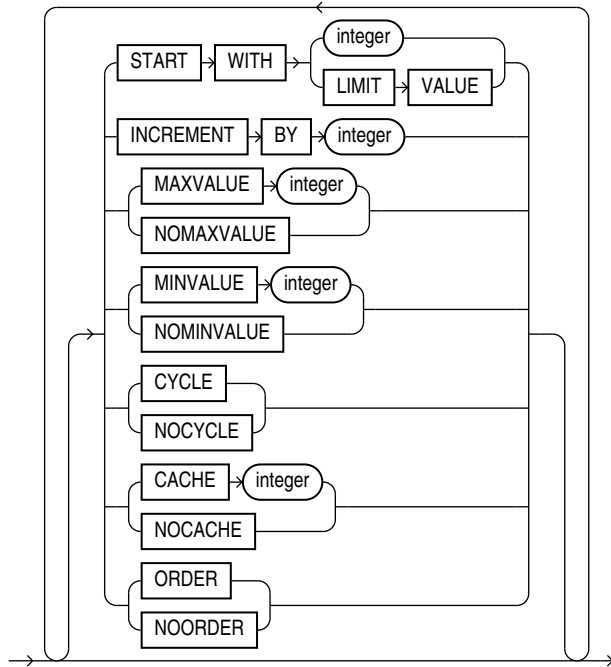 START WITH integer
LIMIT VALUE
INCREMENT BY integer
MAXVALUE integer
NOMAXVALUE
MINVALUE integer
NOMINVALUE
CYCLE
NOCYCLE
CACHE integer
NOCACHE
ORDER
NOORDER